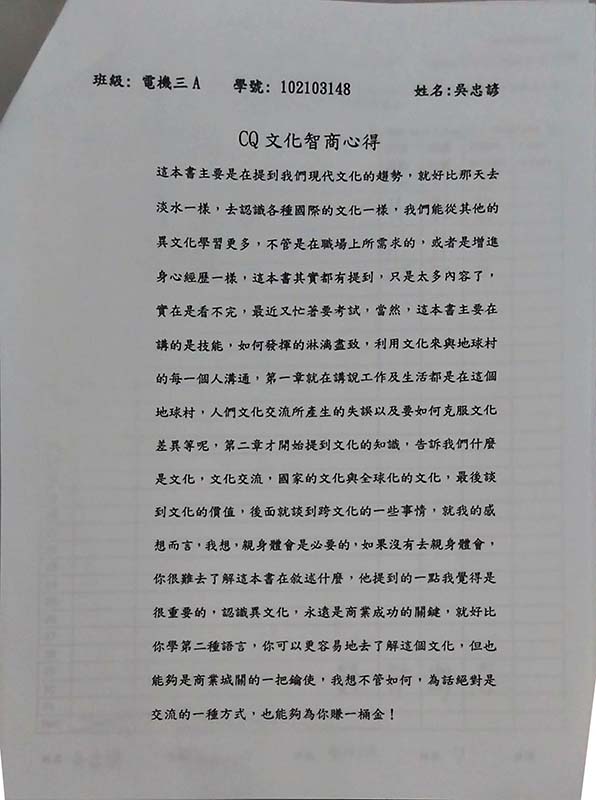 班級: 電機三 A 學號: 102103148 姓名:吳忠諺
CQ 文化智商心得
這本書主要是在提到我們現代文化的趨勢，就好比那天去
淡水一樣，去認識各種國際的文化一樣，我們能從其他的
異文化學習更多，不管是在職場上所需求的，或者是增進
身心經歷一樣，這本書其實都有提到，只是太多內容了，
實在是看不完，最近又忙著要考試，當然，這本書主要在
講的是技能，如何發揮的淋漓盡致，利用文化來與地球村
的每一個人溝通，第一章就在講說工作及生活都是在這個
地球村，人們文化交流所產生的失誤以及要如何克服文化
差異等呢，第二章才開始提到文化的知識，告訴我們什麼
是文化，文化交流，國家的文化與全球化的文化，最後談
到文化的價值，後面就談到跨文化的一些事情，就我的感
想而言，我想，親身體會是必要的，如果沒有去親身體會，
你很難去了解這本書在敘述什麼，他提到的一點我覺得是
很重要的，認識異文化，永遠是商業成功的關鍵，就好比
你學第二種語言，你可以更容易地去了解這個文化，但也
能夠是商業城關的一把鑰使，我想不管如何，為話絕對是
交流的一種方式，也能夠為你賺一桶金！